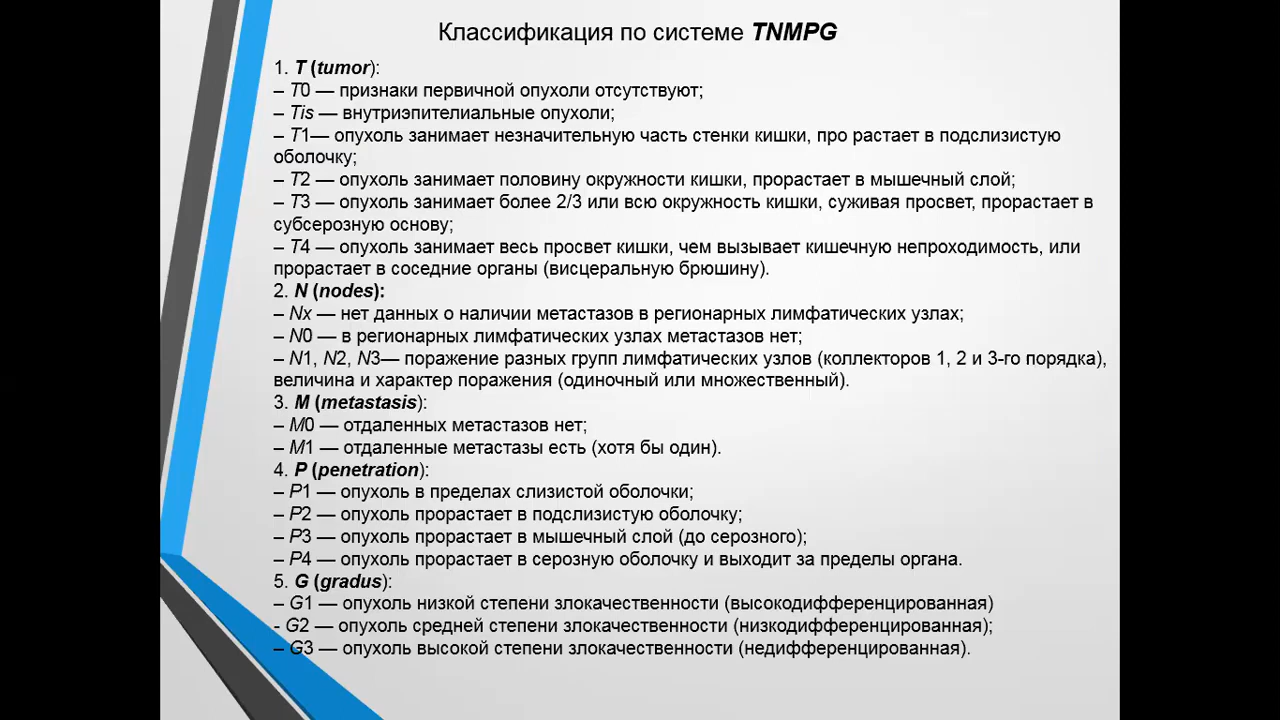 Классификация по системе TNMPG
1. T (tumor):
– T0 — признаки первичной опухоли отсутствуют;
– Tis — внутриэпителиальные опухоли;
– T1— опухоль занимает незначительную часть стенки кишки, про растает в подслизистую
оболочку;
– T2 — опухоль занимает половину окружности кишки, прорастает в мышечный слой;
– T3 — опухоль занимает более 2/3 или всю окружность кишки, суживая просвет, прорастает в
субсерозную основу;
– T4 — опухоль занимает весь просвет кишки, чем вызывает кишечную непроходимость, или
прорастает в соседние органы (висцеральную брюшину).
2. N (nodes):
– Nx — нет данных о наличии метастазов в регионарных лимфатических узлах;
– N0 — в регионарных лимфатических узлах метастазов нет;
– N1, N2, N3— поражение разных групп лимфатических узлов (коллекторов 1, 2 и 3-го порядка),
величина и характер поражения (одиночный или множественный).
3. M (metastasis):
– M0 — отдаленных метастазов нет;
– M1 — отдаленные метастазы есть (хотя бы один).
4. P (penetration):
– P1 — опухоль в пределах слизистой оболочки;
– P2 — опухоль прорастает в подслизистую оболочку;
– P3 — опухоль прорастает в мышечный слой (до серозного);
– P4 — опухоль прорастает в серозную оболочку и выходит за пределы органа.
5. G (gradus):
– G1 — опухоль низкой степени злокачественности (высокодифференцированная)
- G2 — опухоль средней степени злокачественности (низкодифференцированная);
– G3 — опухоль высокой степени злокачественности (недифференцированная).